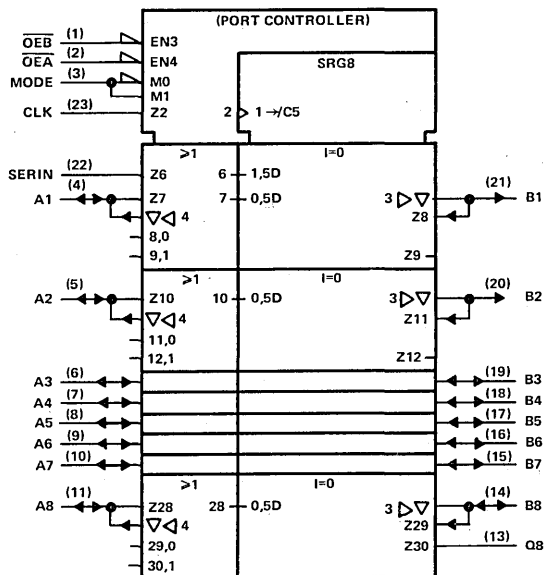 (PORT CONTROLLER)
OEB (1) EN3
OEA (2) EN4
MODE (3) M0
M1
CLK (23) Z2
SRG8
2 1 →/C5
≥1 I=0
SERIN (22) Z6 6 1,5D
A1 (4) Z7 7 0,5D 3 (21) B1
4 Z8
8,0
9,1 Z9
≥1 I=0
A2 (5) Z10 10 0,5D 3 (20) B2
4 Z11
11,0
12,1 Z12
A3 (6) (19) B3
A4 (7) (18) B4
A5 (8) (17) B5
A6 (9) (16) B6
A7 (10) (15) B7
≥1 I=0
A8 (11) Z28 28 0,5D 3 (14) B8
4 Z29
29,0 Z30 (13) Q8
30,1